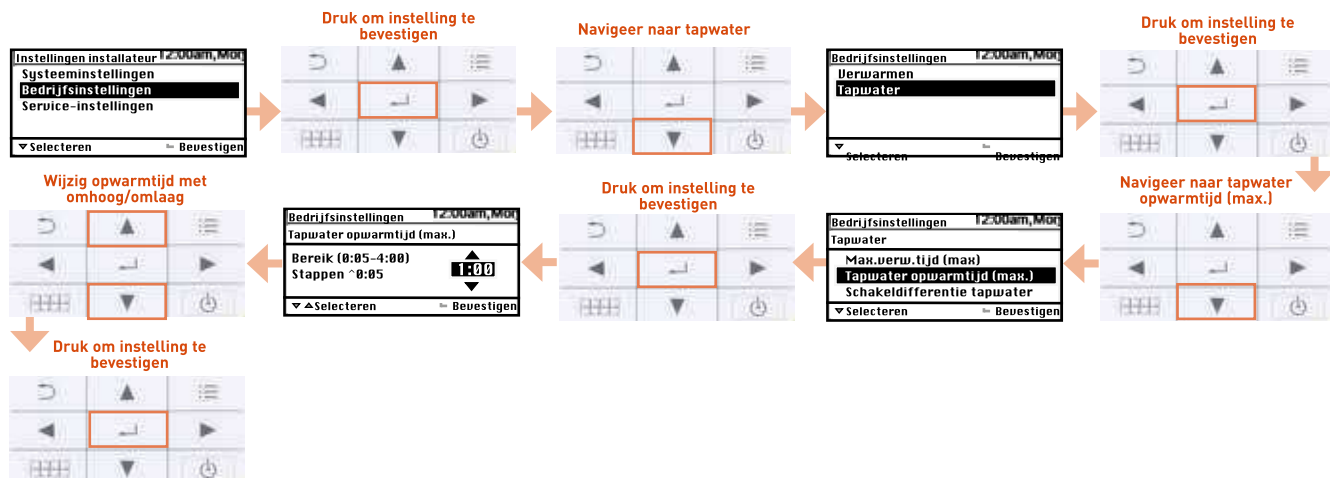 Druk om instelling te
bevestigen
Navigeer naar tapwater
Druk om instelling te
bevestigen
Instellingen installateur 12:00am,Mon
Systeeminstellingen
Bedrijfsinstellingen
Service-instellingen
Selecteren Bevestigen
Bedrijfsinstellingen 12:00am,Mon
Verwarmen
Tapwater
Selecteren Bevestigen
Navigeer naar tapwater
opwarmtijd (max.)
Bedrijfsinstellingen 12:00am,Mon
Tapwater
Max.verw.tijd (max)
Tapwater opwarmtijd (max.)
Schakeldifferentie tapwater
Selecteren Bevestigen
Druk om instelling te
bevestigen
Bedrijfsinstellingen 12:00am,Mon
Tapwater opwarmtijd (max.)
Bereik (0:05-4:00)
Stappen ^0:05
1:00
Selecteren Bevestigen
Wijzig opwarmtijd met
omhoog/omlaag
Druk om instelling te
bevestigen